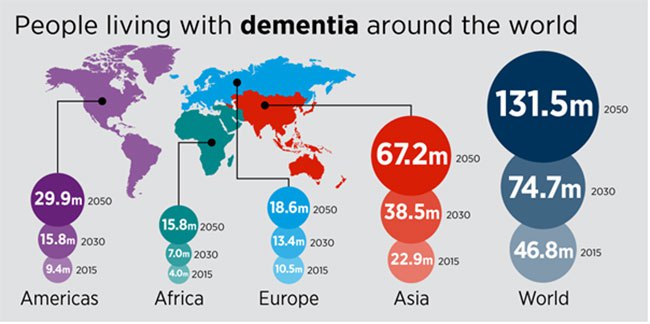 People living with dementia around the world
29.9m 2050
15.8m 2030
9.4m 2015
Americas
15.8m 2050
7.0m 2030
4.0m 2015
Africa
18.6m 2050
13.4m 2030
10.5m 2015
Europe
67.2m 2050
38.5m 2030
22.9m 2015
Asia
131.5m 2050
74.7m 2030
46.8m 2015
World